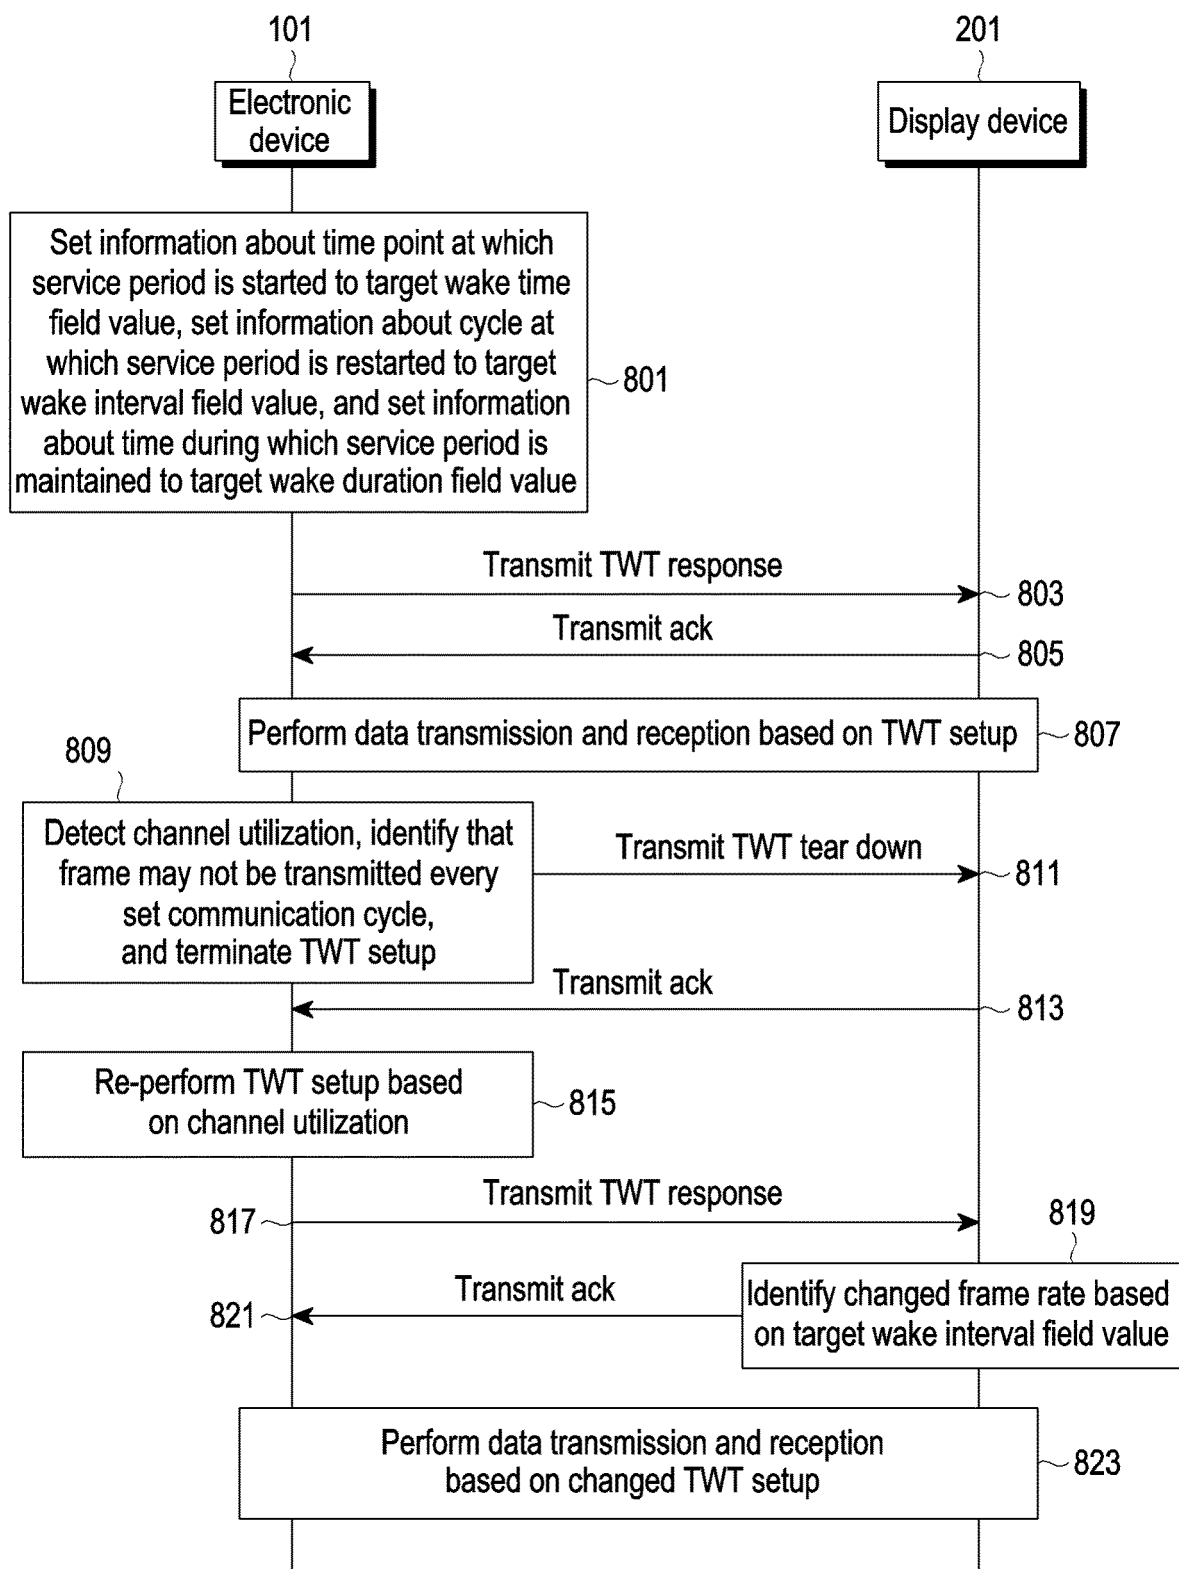 101
201
Electronic
device
Display device
Set information about time point at which
service period is started to target wake time
field value, set information about cycle at
which service period is restarted to target
wake interval field value, and set information
about time during which service period is
maintained to target wake duration field value
801
Transmit TWT response
803
Transmit ack
805
Perform data transmission and reception based on TWT setup
807
809
Detect channel utilization, identify that
frame may not be transmitted every
set communication cycle,
and terminate TWT setup
Transmit TWT tear down
811
Transmit ack
813
Re-perform TWT setup based
on channel utilization
815
Transmit TWT response
817
819
Identify changed frame rate based
on target wake interval field value
Transmit ack
821
Perform data transmission and reception
based on changed TWT setup
823